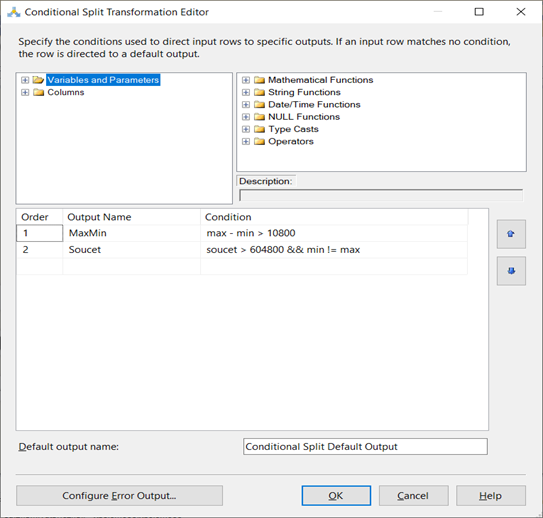 Conditional Split Transformation Editor
Specify the conditions used to direct input rows to specific outputs. If an input row matches no condition,
the row is directed to a default output.
Variables and Parameters
Columns
Mathematical Functions
String Functions
Date/Time Functions
NULL Functions
Type Casts
Operators
Description:
Order Output Name Condition
1 MaxMin max - min > 10800
2 Soucet soucet > 604800 && min != max
Default output name: Conditional Split Default Output
Configure Error Output... OK Cancel Help